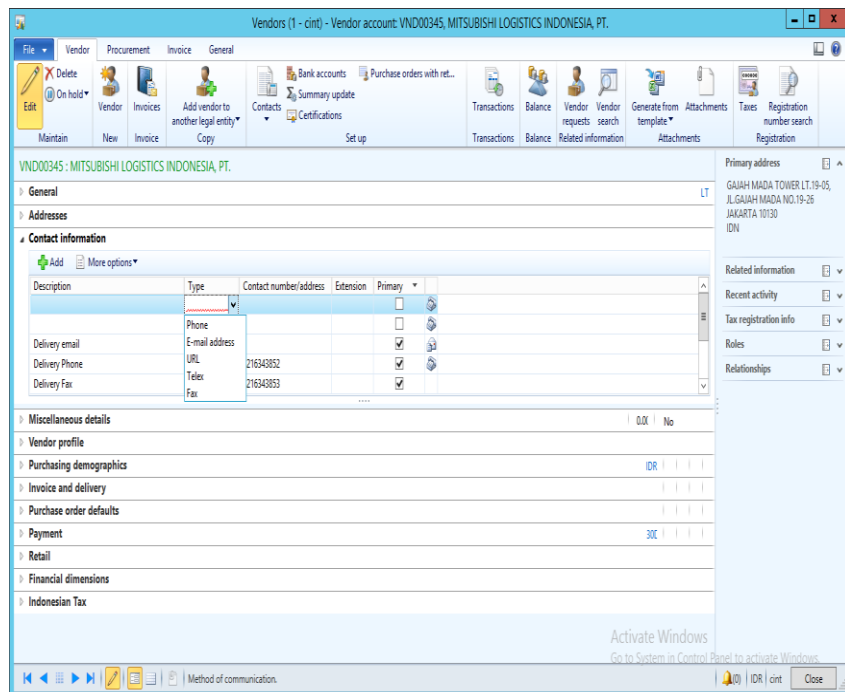 Vendors (1 - cint) - Vendor account: VND00345, MITSUBISHI LOGISTICS INDONESIA, PT.
File Vendor Procurement Invoice General
Edit
Delete
On hold
Maintain
Vendor
New
Invoices
Invoice
Add vendor to
another legal entity
Copy
Contacts
Bank accounts
Summary update
Certifications
Purchase orders with ret...
Set up
Transactions
Transactions
Balance
Balance
Vendor
requests
Vendor
search
Related information
Generate from
template
Attachments
Attachments
Taxes
Registration
number search
Registration
VND00345 : MITSUBISHI LOGISTICS INDONESIA, PT.
General LT
Addresses
Contact information
Add More options
Description Type Contact number/address Extension Primary
Phone
E-mail address
URL
Telex
Fax
Delivery email
Delivery Phone 216343852
Delivery Fax 216343853
Miscellaneous details 0.0( No
Vendor profile
Purchasing demographics IDR
Invoice and delivery
Purchase order defaults
Payment 30D
Retail
Financial dimensions
Indonesian Tax
Primary address
GAJAH MADA TOWER LT.19-05,
JL.GAJAH MADA NO.19-26
JAKARTA 10130
IDN
Related information
Recent activity
Tax registration info
Roles
Relationships
Activate Windows
Go to System in Control Panel to activate Windows.
Method of communication.
(0) IDR cint Close